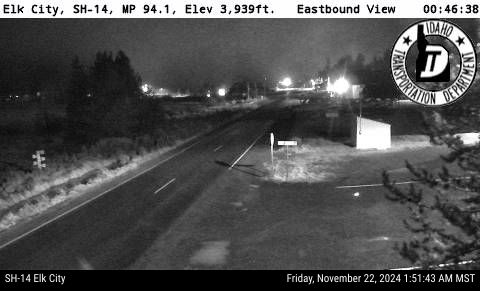 Elk City, SH-14, MP 94.1, Elev 3,939ft.   Eastbound View   00:46:38
IDAHO
TRANSPORTATION DEPARTMENT
SH-14 Elk City
Friday, November 22, 2024 1:51:43 AM MST